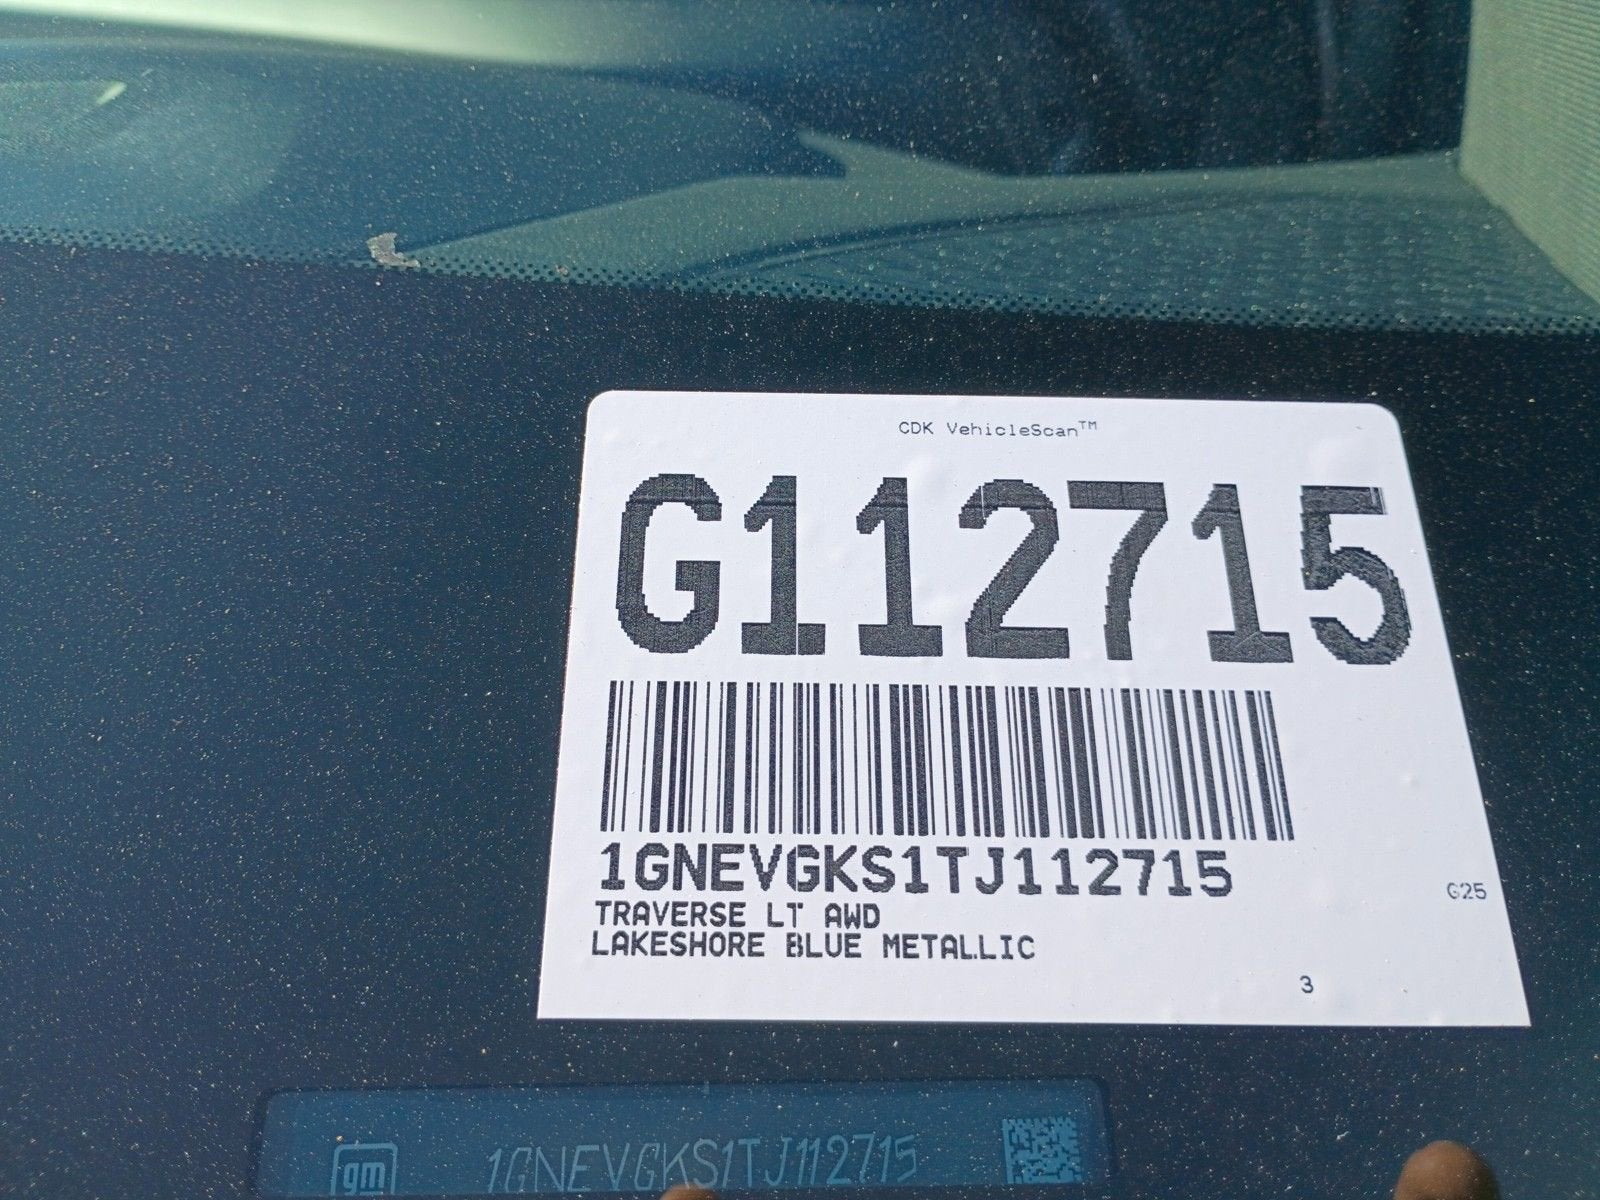 CDK VehicleScan™
G112715
1GNEVGKS1TJ112715
G25
TRAVERSE LT AWD
LAKESHORE BLUE METALLIC
3
gm 1GNEVGKS1TJ112715